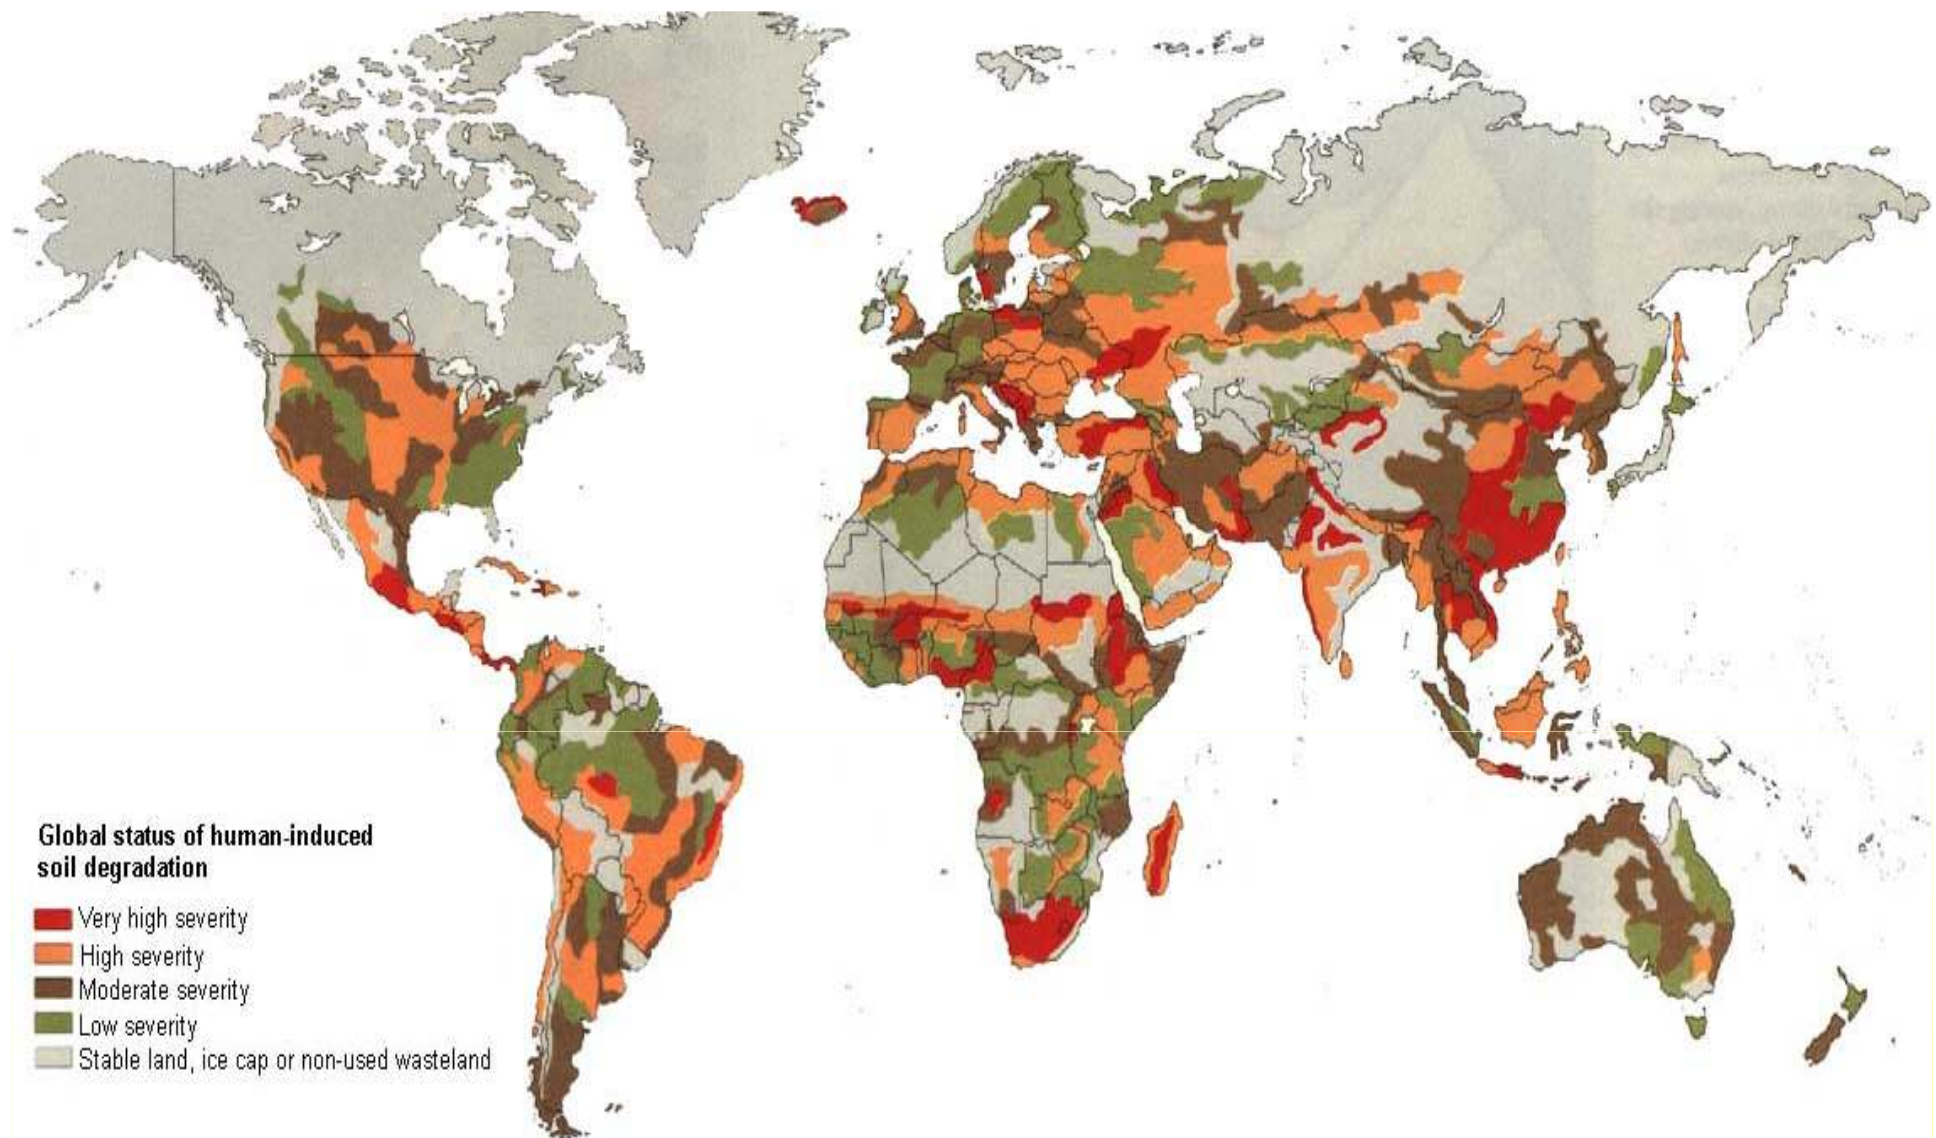 Global status of human-induced
soil degradation
Very high severity
High severity
Moderate severity
Low severity
Stable land, ice cap or non-used wasteland